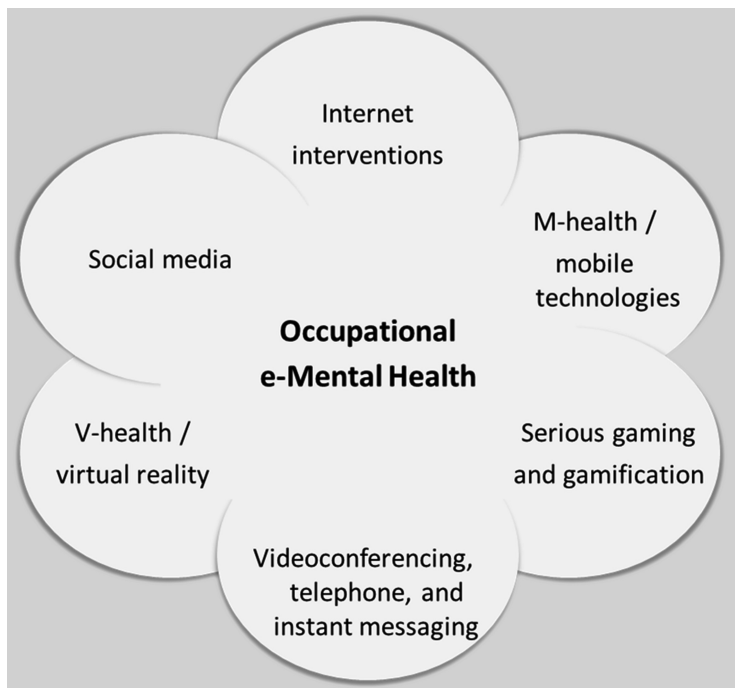 Internet
interventions
M-health /
mobile
technologies
Social media
Occupational
e-Mental Health
V-health /
virtual reality
Serious gaming
and gamification
Videoconferencing,
telephone, and
instant messaging